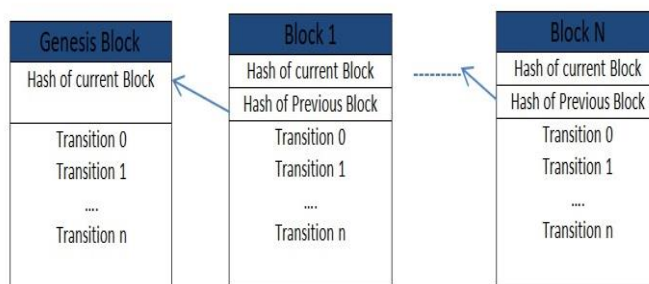 Genesis Block
Hash of current Block
Transition 0
Transition 1
....
Transition n
Block 1
Hash of current Block
Hash of Previous Block
Transition 0
Transition 1
....
Transition n
Block N
Hash of current Block
Hash of Previous Block
Transition 0
Transition 1
....
Transition n